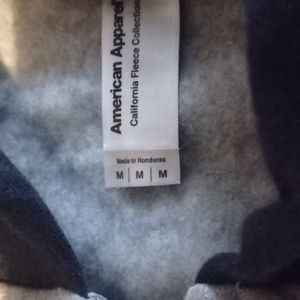 American Apparel
California Fleece Collection
Made in Honduras
M | M | M